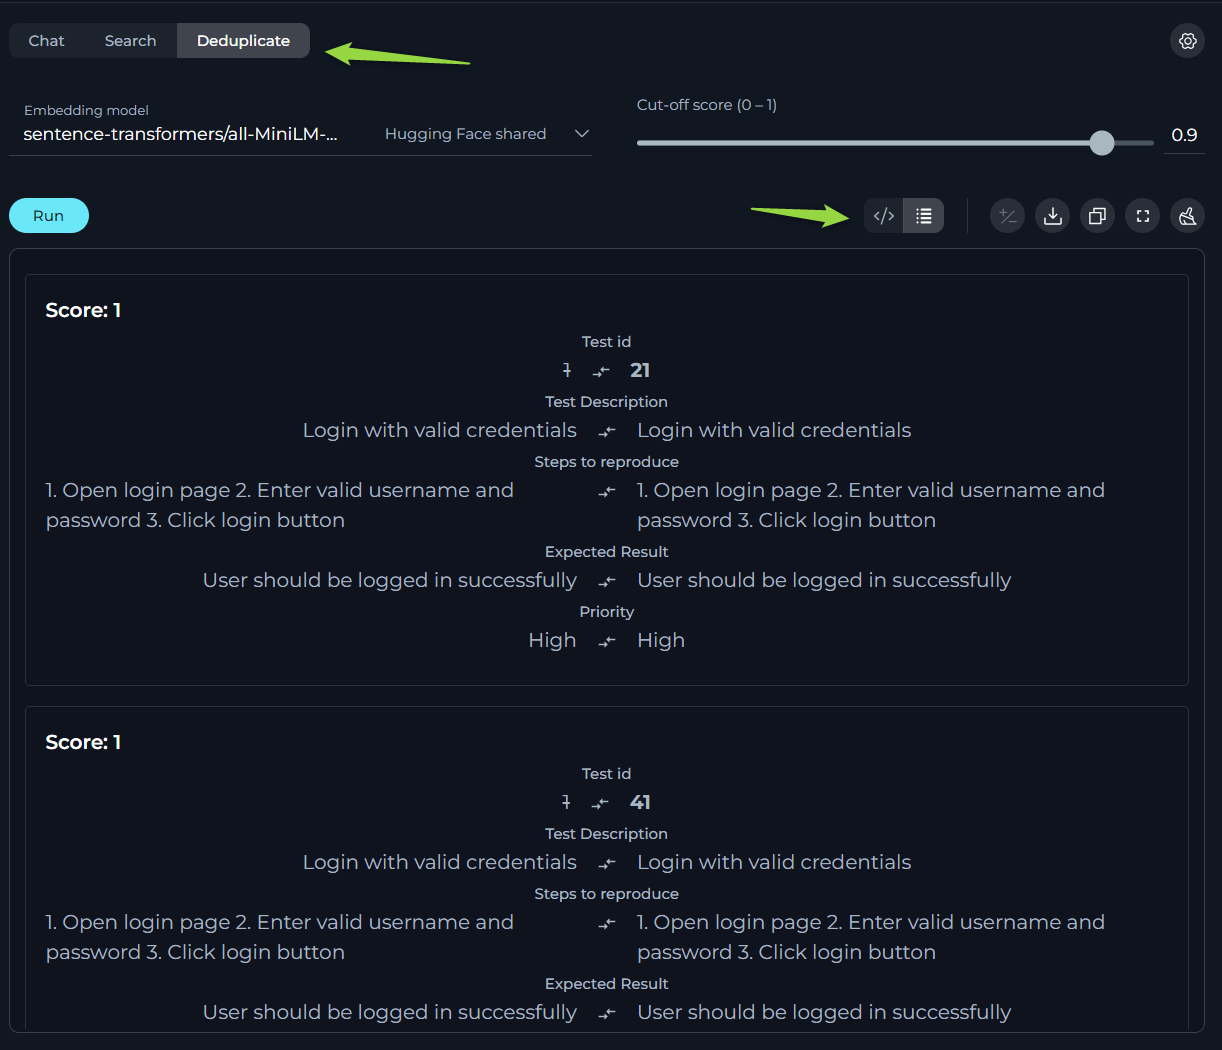 Chat Search Deduplicate
Embedding model
Cut-off score (0 – 1)
sentence-transformers/all-MiniLM-... Hugging Face shared
0.9
Run
</>
Score: 1
Test id
1 21
Test Description
Login with valid credentials Login with valid credentials
Steps to reproduce
1. Open login page 2. Enter valid username and
password 3. Click login button
1. Open login page 2. Enter valid username and
password 3. Click login button
Expected Result
User should be logged in successfully User should be logged in successfully
Priority
High High
Score: 1
Test id
1 41
Test Description
Login with valid credentials Login with valid credentials
Steps to reproduce
1. Open login page 2. Enter valid username and
password 3. Click login button
1. Open login page 2. Enter valid username and
password 3. Click login button
Expected Result
User should be logged in successfully User should be logged in successfully